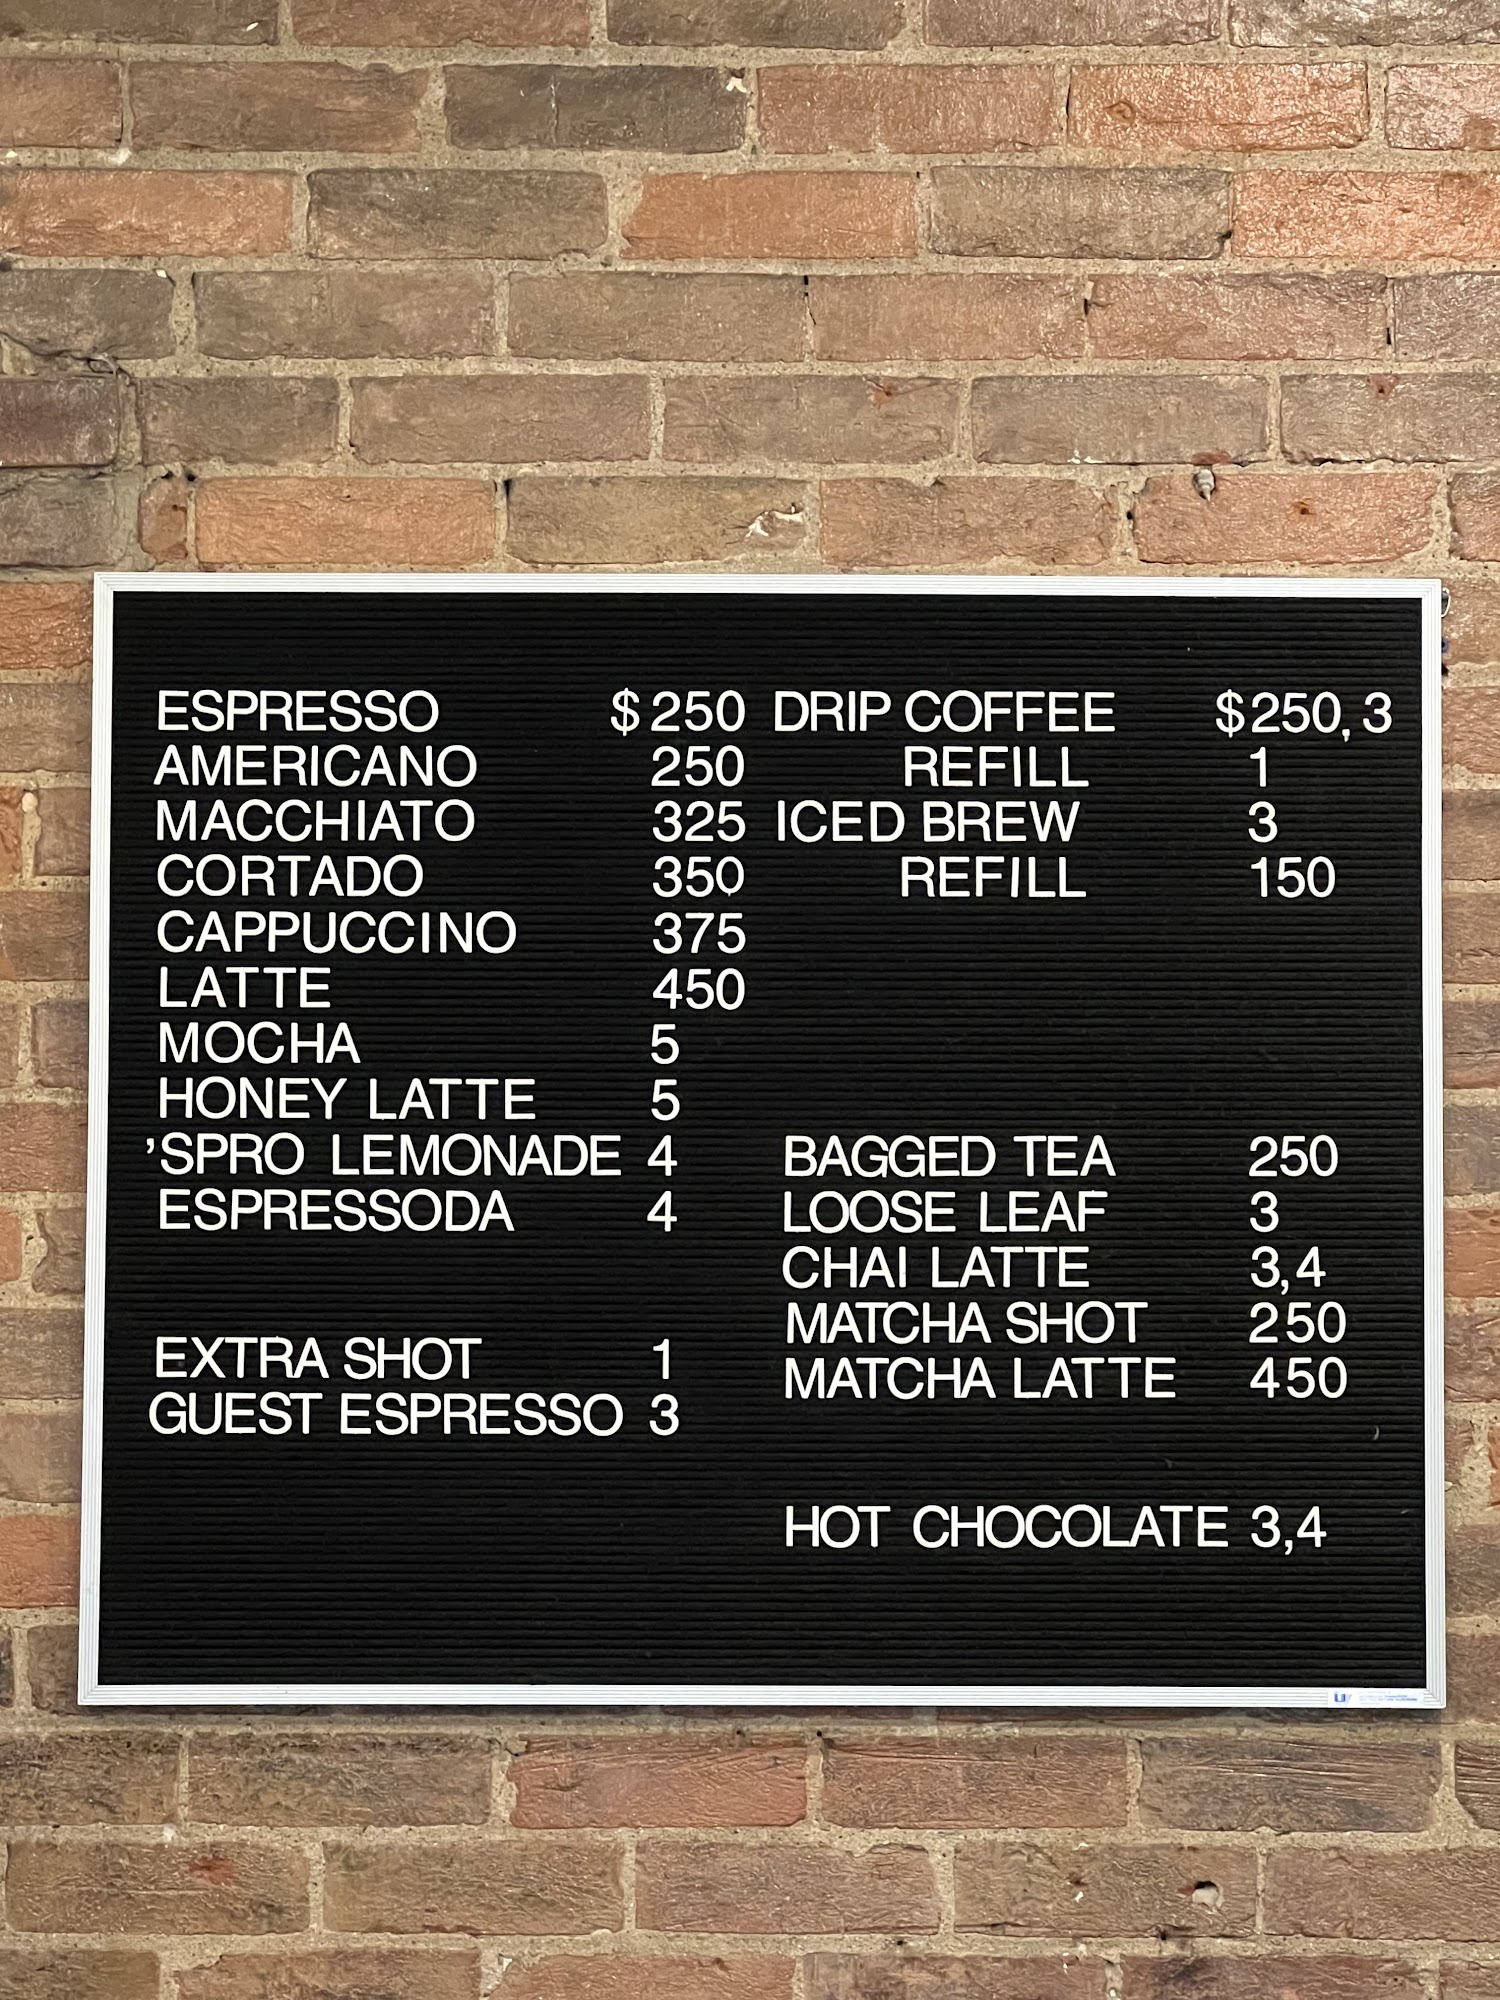 ESPRESSO $250
AMERICANO 250
MACCHIATO 325
CORTADO 350
CAPPUCCINO 375
LATTE 450
MOCHA 5
HONEY LATTE 5
'SPRO LEMONADE 4
ESPRESSODA 4
EXTRA SHOT 1
GUEST ESPRESSO 3
DRIP COFFEE $250,3
REFILL 1
ICED BREW 3
REFILL 150
BAGGED TEA 250
LOOSE LEAF 3
CHAI LATTE 3,4
MATCHA SHOT 250
MATCHA LATTE 450
HOT CHOCOLATE 3,4